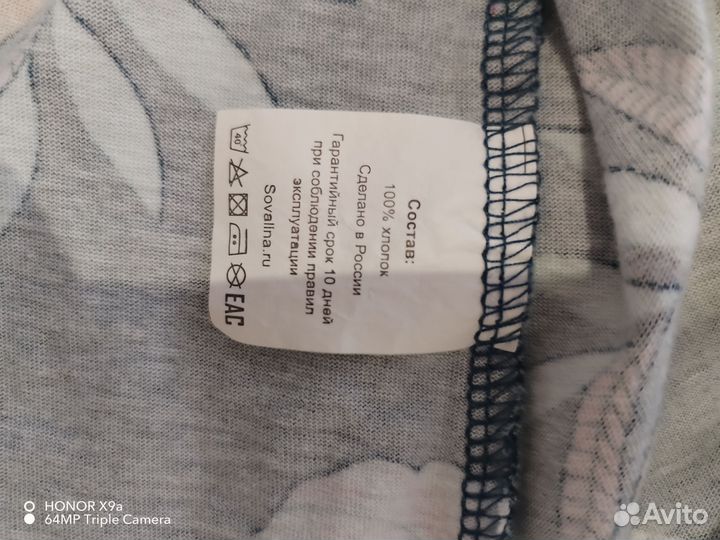 Состав:
100% хлопок
Сделано в России
Гарантийный срок 10 дней
при соблюдении правил
эксплуатации
Sovalina.ru
40
EAC
HONOR X9a
64MP Triple Camera
Avito